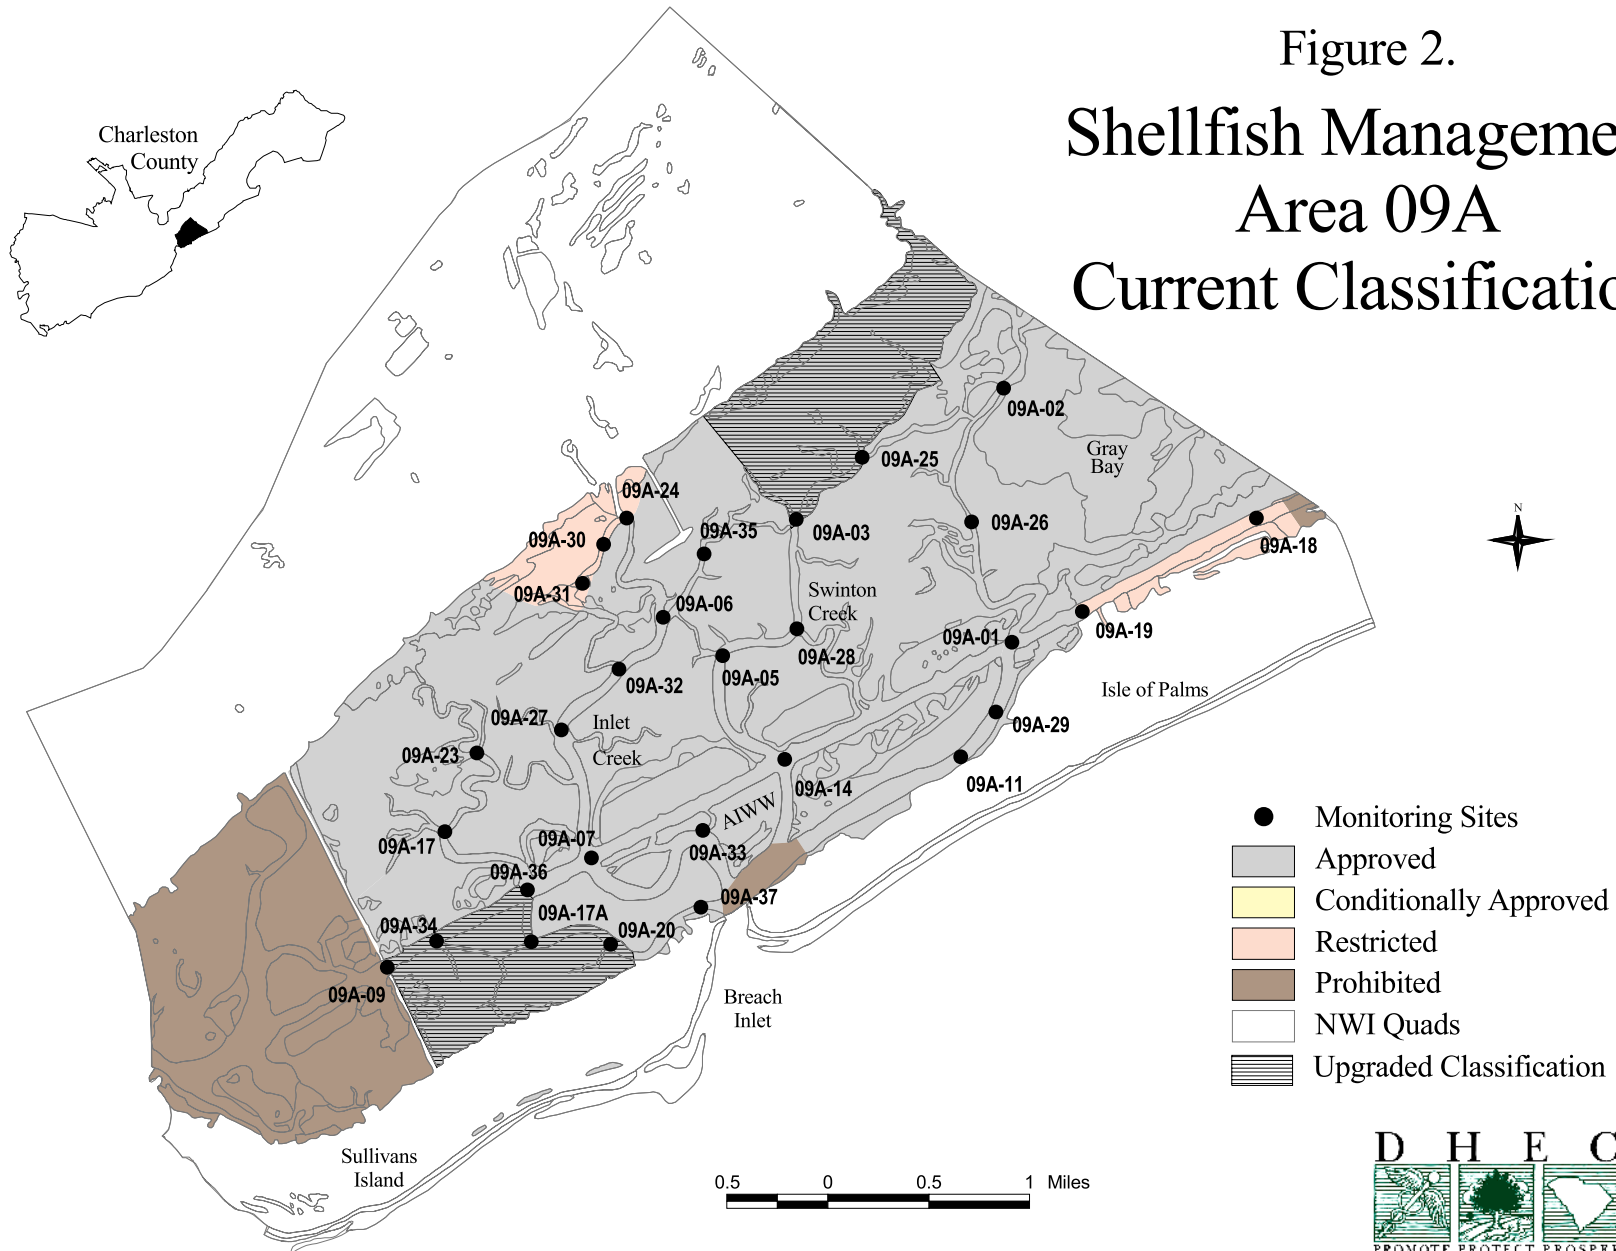 Figure 2.
Shellfish Manageme
Area 09A
Current Classificatio
Charleston
County
09A-02
Gray
Bay
09A-25
09A-24
09A-26
09A-03
09A-35
09A-30
N
09A-18
09A-31
Swinton
Creek
09A-06
09A-19
09A-01
09A-28
09A-05
09A-32
Isle of Palms
09A-27
Inlet
Creek
09A-29
09A-23
09A-11
09A-14
AIWW
09A-07
09A-17
09A-33
09A-36
09A-37
09A-17A
09A-34
09A-20
09A-09
Breach
Inlet
Sullivans
Island
Monitoring Sites
Approved
Conditionally Approved
Restricted
Prohibited
NWI Quads
Upgraded Classification
0.5 0 0.5 1 Miles
D H E C
PROMOTE PROTECT PROSPER